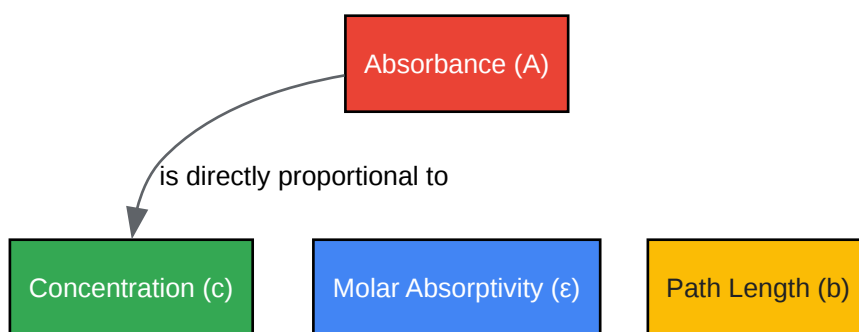 Absorbance (A)
is directly proportional to
Concentration (c)
Molar Absorptivity (ε)
Path Length (b)